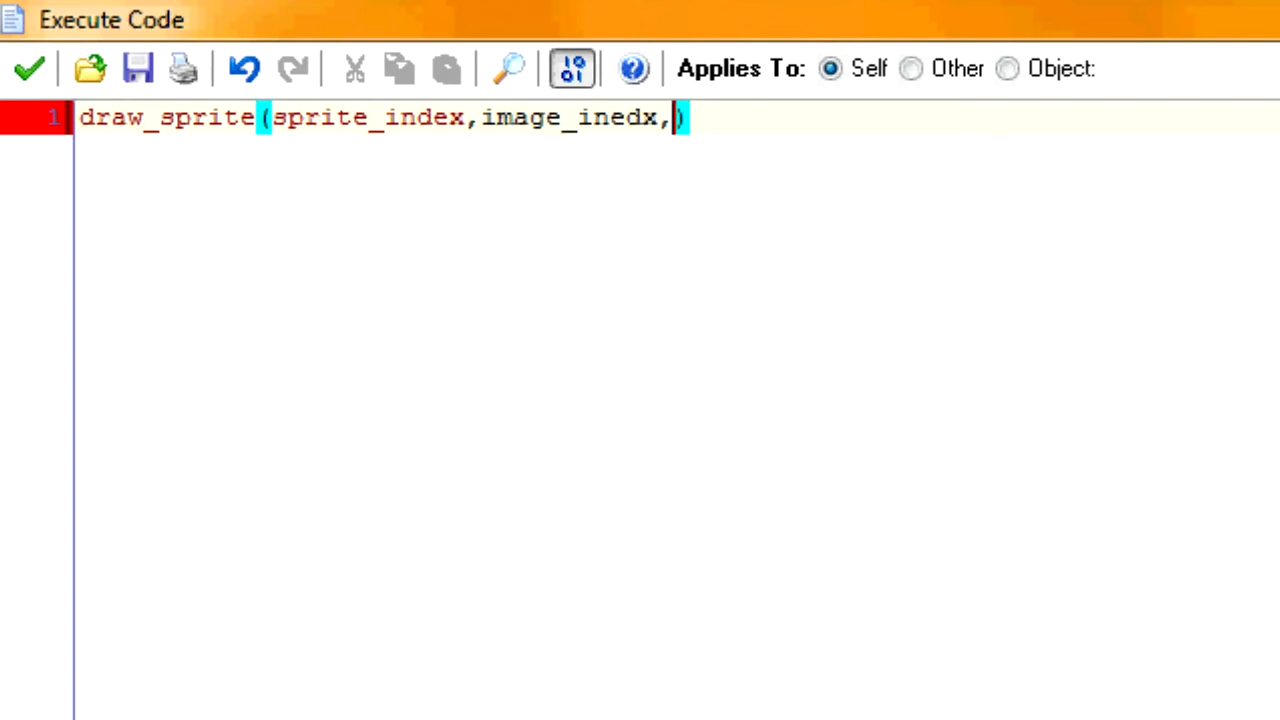 Execute Code
Applies To: Self Other Object:
1 draw_sprite(sprite_index,image_inedx,)